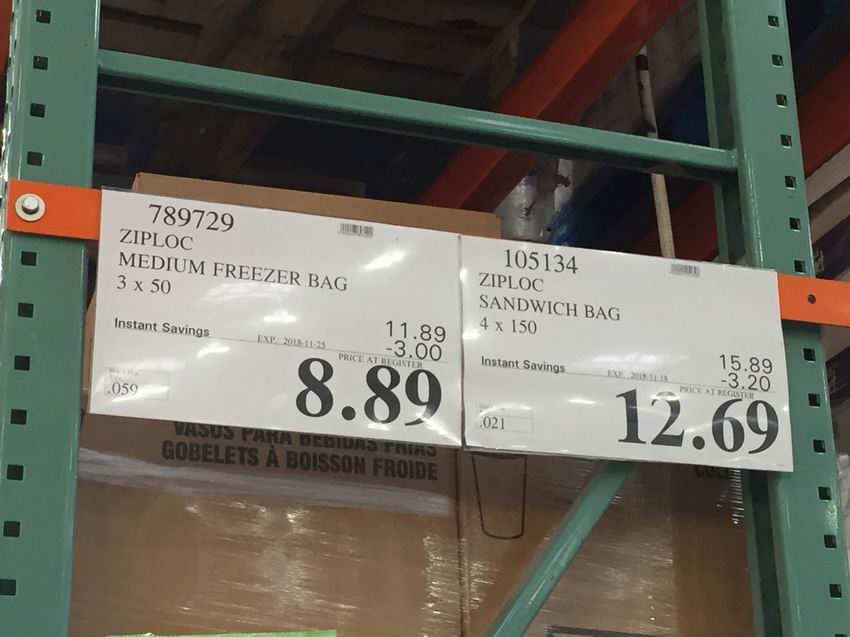 789729
ZIPLOC
MEDIUM FREEZER BAG
3 x 50
Instant Savings
EXP. 2018-11-25
11.89
-3.00
PRICE AT REGISTER
8.89
.059
105134
ZIPLOC
SANDWICH BAG
4 x 150
Instant Savings
EXP. 2018-11-18
15.89
-3.20
PRICE AT REGISTER
12.69
.021
VASOS PARA BEBIDAS FRIAS
GOBELETS À BOISSON FROIDE